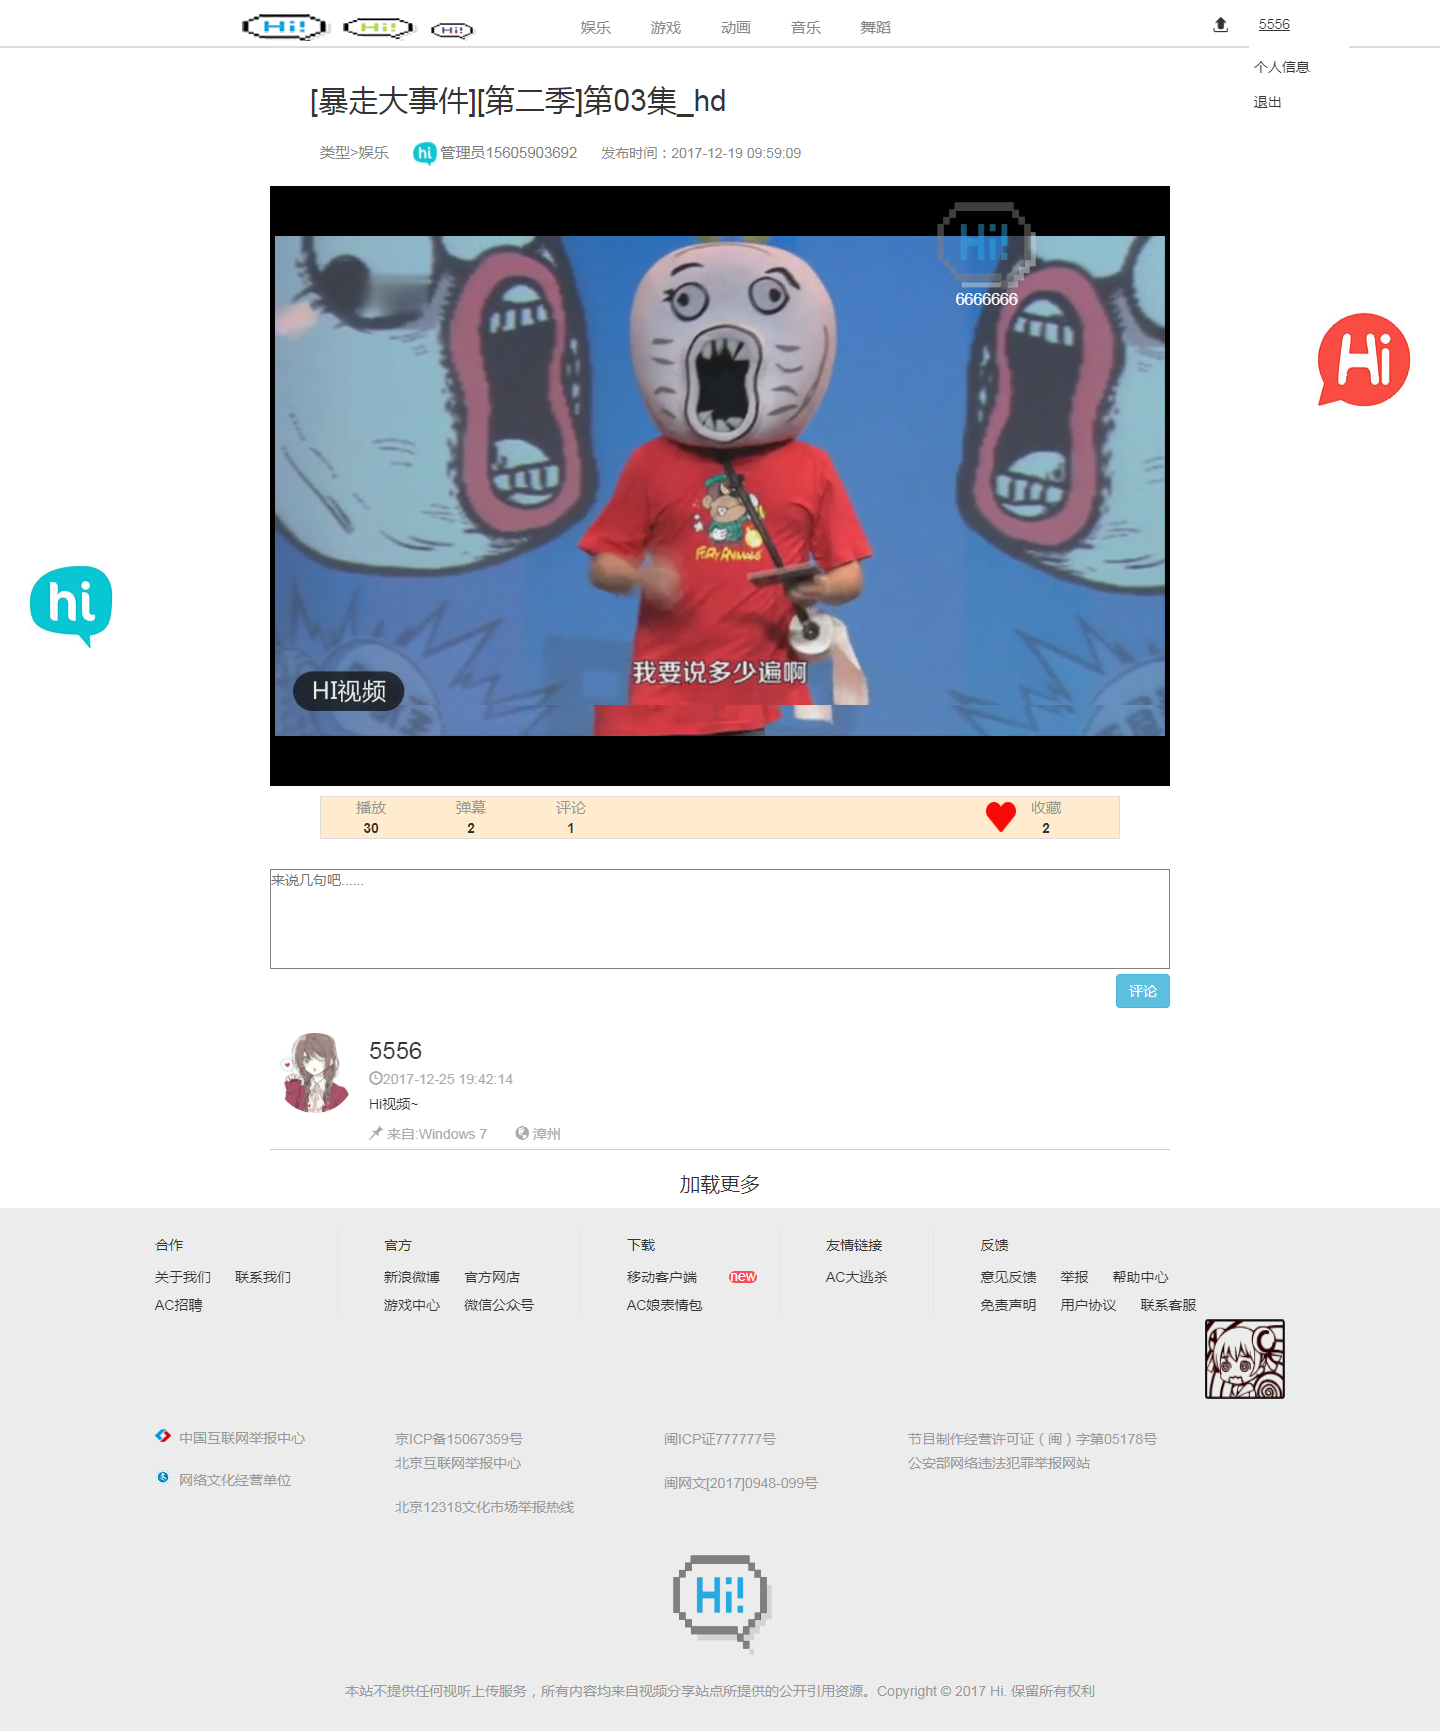 Hi! Hi! Hi! 娱乐 游戏 动画 音乐 舞蹈 5556
个人信息
退出
[暴走大事件][第二季]第03集_hd
类型>娱乐 hi 管理员15605903692 发布时间：2017-12-19 09:59:09
Hi!
6666666
Hi
FURY ANIMALS
hi
我要说多少遍啊
HI视频
播放 弹幕 评论 收藏
30 2 1 2
来说几句吧......
评论
5556
2017-12-25 19:42:14
Hi视频~
来自:Windows 7 漳州
加载更多
合作 官方 下载 友情链接 反馈
关于我们 联系我们 新浪微博 官方网店 移动客户端 new AC大逃杀 意见反馈 举报 帮助中心
AC招聘 游戏中心 微信公众号 AC娘表情包 免责声明 用户协议 联系客服
中国互联网举报中心 京ICP备15067359号 闽ICP证777777号 节目制作经营许可证（闽）字第05178号
北京互联网举报中心 公安部网络违法犯罪举报网站
网络文化经营单位 闽网文[2017]0948-099号
北京12318文化市场举报热线
Hi!
本站不提供任何视听上传服务，所有内容均来自视频分享站点所提供的公开引用资源。Copyright © 2017 Hi. 保留所有权利